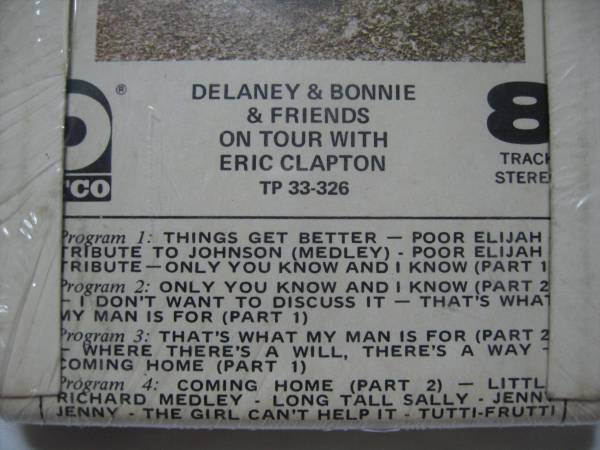 DELANEY & BONNIE
& FRIENDS
ON TOUR WITH
ERIC CLAPTON
TP 33-326
®
8
TRACK
STERE
TCO
Program 1: THINGS GET BETTER — POOR ELIJAH
TRIBUTE TO JOHNSON (MEDLEY) - POOR ELIJAH
TRIBUTE — ONLY YOU KNOW AND I KNOW (PART 1
Program 2: ONLY YOU KNOW AND I KNOW (PART 2
– I DON'T WANT TO DISCUSS IT — THAT'S WHAT
MY MAN IS FOR (PART 1)
Program 3: THAT'S WHAT MY MAN IS FOR (PART 2
– WHERE THERE'S A WILL, THERE'S A WAY -
COMING HOME (PART 1)
Program 4: COMING HOME (PART 2) — LITTL
RICHARD MEDLEY - LONG TALL SALLY - JENNY
JENNY - THE GIRL CAN'T HELP IT - TUTTI-FRUTTI)